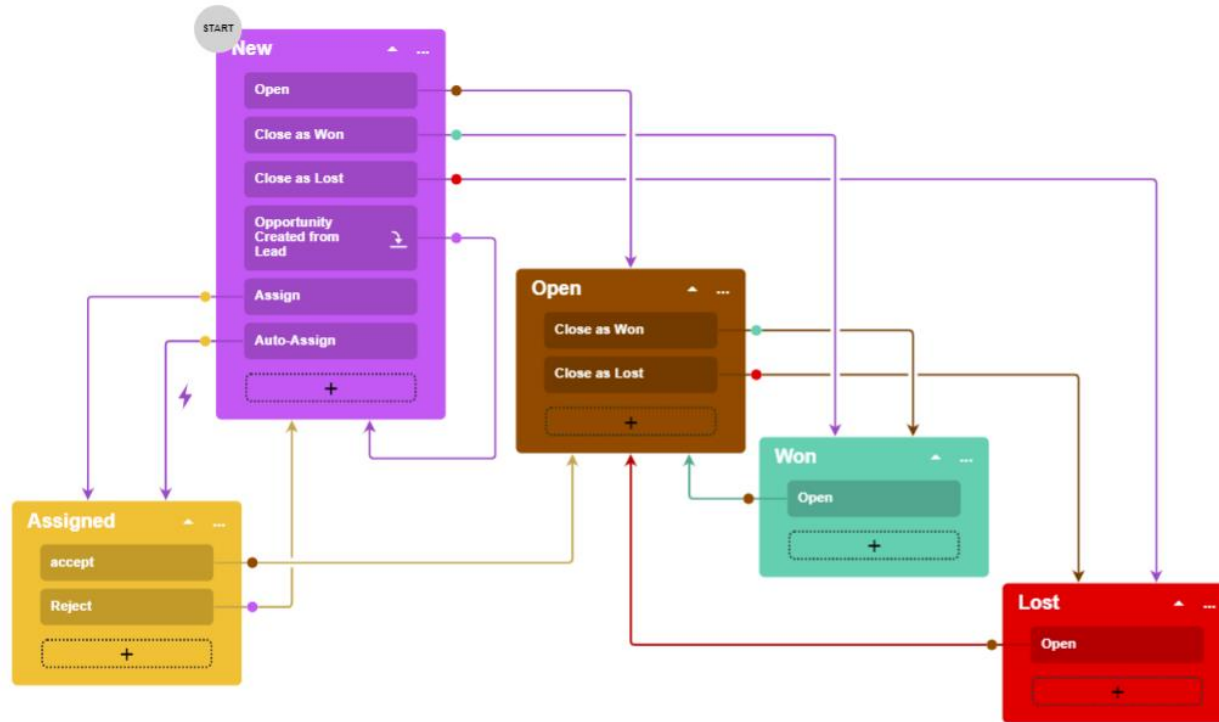 START
New
...
Open
Close as Won
Close as Lost
Opportunity
Created from
Lead
Assign
Auto-Assign
+
Open
...
Close as Won
Close as Lost
+
Won
...
Open
+
Assigned
...
accept
Reject
+
Lost
...
Open
+